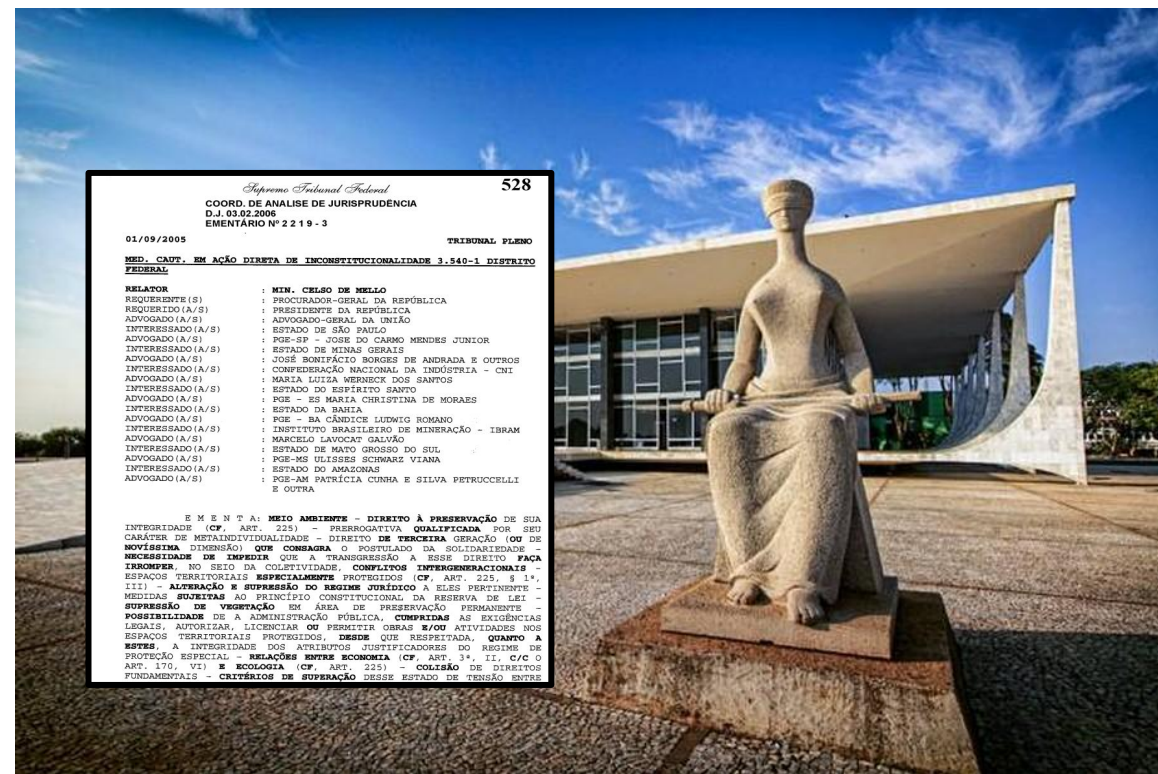 528
Supremo Tribunal Federal
COORD. DE ANALISE DE JURISPRUDÊNCIA
D.J. 03.02.2006
EMENTÁRIO Nº 2 2 1 9 - 3
01/09/2005 TRIBUNAL PLENO
MED. CAUT. EM AÇÃO DIRETA DE INCONSTITUCIONALIDADE 3.540-1 DISTRITO
FEDERAL
RELATOR : MIN. CELSO DE MELLO
REQUERENTE(S) : PROCURADOR-GERAL DA REPÚBLICA
REQUERIDO(A/S) : PRESIDENTE DA REPÚBLICA
ADVOGADO(A/S) : ADVOGADO-GERAL DA UNIÃO
INTERESSADO(A/S) : ESTADO DE SÃO PAULO
ADVOGADO(A/S) : PGE-SP - JOSE DO CARMO MENDES JUNIOR
INTERESSADO(A/S) : ESTADO DE MINAS GERAIS
ADVOGADO(A/S) : JOSÉ BONIFÁCIO BORGES DE ANDRADA E OUTROS
INTERESSADO(A/S) : CONFEDERAÇÃO NACIONAL DA INDÚSTRIA - CNI
ADVOGADO(A/S) : MARIA LUIZA WERNECK DOS SANTOS
INTERESSADO(A/S) : ESTADO DO ESPÍRITO SANTO
ADVOGADO(A/S) : PGE - ES MARIA CHRISTINA DE MORAES
INTERESSADO(A/S) : ESTADO DA BAHIA
ADVOGADO(A/S) : PGE - BA CÂNDICE LUDWIG ROMANO
INTERESSADO(A/S) : INSTITUTO BRASILEIRO DE MINERAÇÃO - IBRAM
ADVOGADO(A/S) : MARCELO LAVOCAT GALVÃO
INTERESSADO(A/S) : ESTADO DE MATO GROSSO DO SUL
ADVOGADO(A/S) : PGE-MS ULISSES SCHWARZ VIANA
INTERESSADO(A/S) : ESTADO DO AMAZONAS
ADVOGADO(A/S) : PGE-AM PATRÍCIA CUNHA E SILVA PETRUCCELLI
E OUTRA
E M E N T A: MEIO AMBIENTE - DIREITO À PRESERVAÇÃO DE SUA
INTEGRIDADE (CF, ART. 225) - PRERROGATIVA QUALIFICADA POR SEU
CARÁTER DE METAINDIVIDUALIDADE - DIREITO DE TERCEIRA GERAÇÃO (OU DE
NOVÍSSIMA DIMENSÃO) QUE CONSAGRA O POSTULADO DA SOLIDARIEDADE -
NECESSIDADE DE IMPEDIR QUE A TRANSGRESSÃO A ESSE DIREITO FAÇA
IRROMPER, NO SEIO DA COLETIVIDADE, CONFLITOS INTERGENERACIONAIS -
ESPAÇOS TERRITORIAIS ESPECIALMENTE PROTEGIDOS (CF, ART. 225, § 1º,
III) - ALTERAÇÃO E SUPRESSÃO DO REGIME JURÍDICO A ELES PERTINENTE -
MEDIDAS SUJEITAS AO PRINCÍPIO CONSTITUCIONAL DA RESERVA DE LEI -
SUPRESSÃO DE VEGETAÇÃO EM ÁREA DE PRESERVAÇÃO PERMANENTE -
POSSIBILIDADE DE A ADMINISTRAÇÃO PÚBLICA, CUMPRIDAS AS EXIGÊNCIAS
LEGAIS, AUTORIZAR, LICENCIAR OU PERMITIR OBRAS E/OU ATIVIDADES NOS
ESPAÇOS TERRITORIAIS PROTEGIDOS, DESDE QUE RESPEITADA, QUANTO A
ESTES, A INTEGRIDADE DOS ATRIBUTOS JUSTIFICADORES DO REGIME DE
PROTEÇÃO ESPECIAL - RELAÇÕES ENTRE ECONOMIA (CF, ART. 3º, II, C/C O
ART. 170, VI) E ECOLOGIA (CF, ART. 225) - COLISÃO DE DIREITOS
FUNDAMENTAIS - CRITÉRIOS DE SUPERAÇÃO DESSE ESTADO DE TENSÃO ENTRE